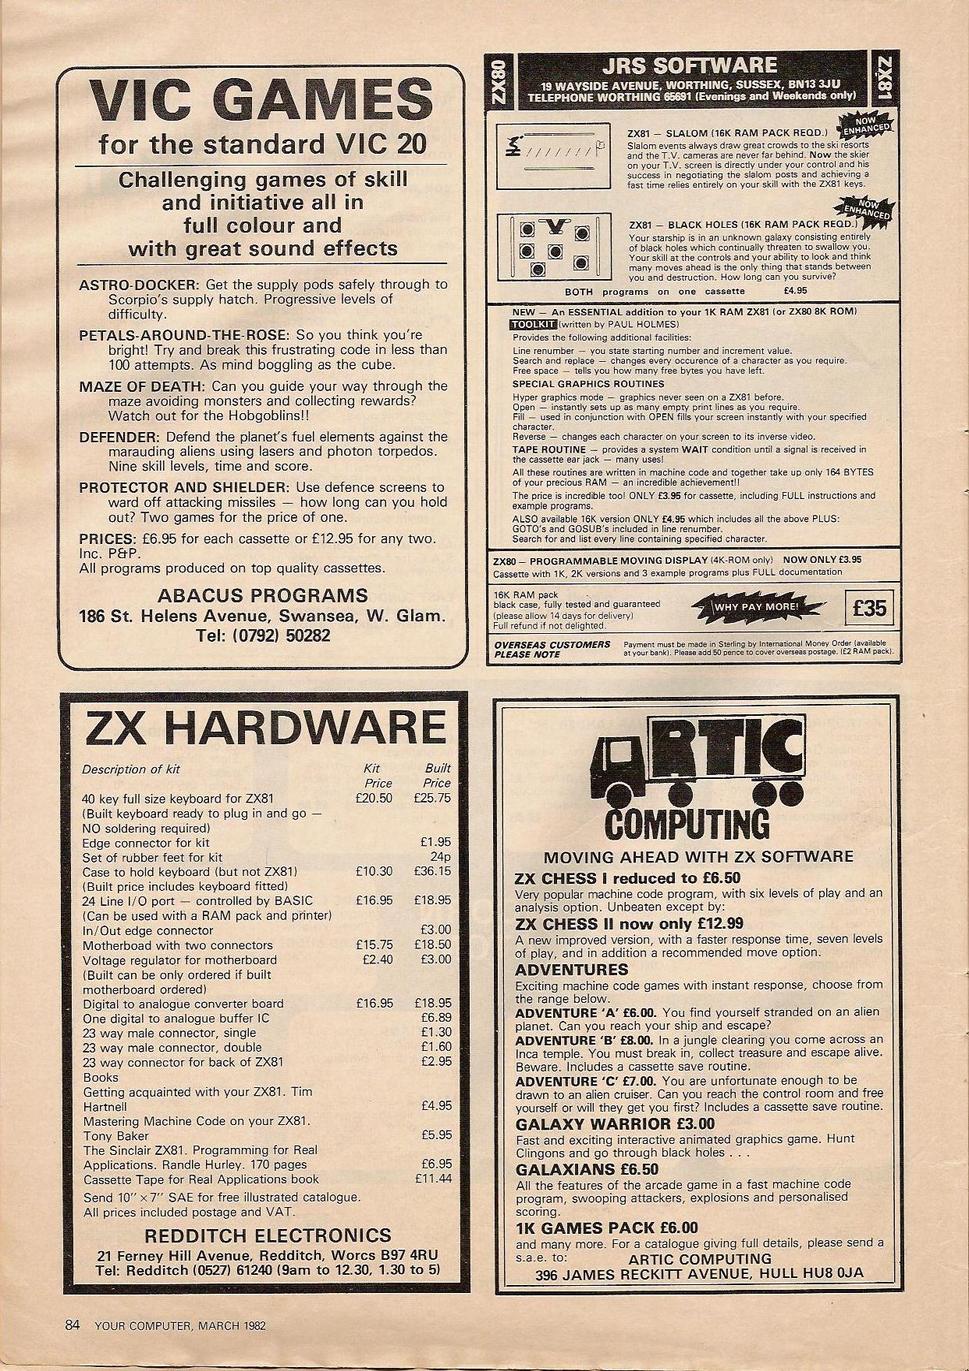 VIC GAMES
for the standard VIC 20
Challenging games of skill
and initiative all in
full colour and
with great sound effects
ASTRO-DOCKER: Get the supply pods safely through to
Scorpio's supply hatch. Progressive levels of
difficulty.
PETALS-AROUND-THE-ROSE: So you think you're
bright! Try and break this frustrating code in less than
100 attempts. As mind boggling as the cube.
MAZE OF DEATH: Can you guide your way through the
maze avoiding monsters and collecting rewards?
Watch out for the Hobgoblins!!
DEFENDER: Defend the planet's fuel elements against the
marauding aliens using lasers and photon torpedos.
Nine skill levels, time and score.
PROTECTOR AND SHIELDER: Use defence screens to
ward off attacking missiles — how long can you hold
out? Two games for the price of one.
PRICES: £6.95 for each cassette or £12.95 for any two.
Inc. P&P.
All programs produced on top quality cassettes.
ABACUS PROGRAMS
186 St. Helens Avenue, Swansea, W. Glam.
Tel: (0792) 50282
ZX80
JRS SOFTWARE
19 WAYSIDE AVENUE, WORTHING, SUSSEX, BN13 3JU
TELEPHONE WORTHING 65691 (Evenings and Weekends only)
ZX81
ZX81 — SLALOM (16K RAM PACK REQD.)
NOW ENHANCED
Slalom events always draw great crowds to the ski resorts
and the T.V. cameras are never far behind. Now the skier
on your T.V. screen is directly under your control and his
success in negotiating the slalom posts and achieving a
fast time relies entirely on your skill with the ZX81 keys.
NOW ENHANCED
ZX81 — BLACK HOLES (16K RAM PACK REQD.)
Your starship is in an unknown galaxy consisting entirely
of black holes which continually threaten to swallow you.
Your skill at the controls and your ability to look and think
many moves ahead is the only thing that stands between
you and destruction. How long can you survive?
BOTH programs on one cassette £4.95
NEW — An ESSENTIAL addition to your 1K RAM ZX81 (or ZX80 8K ROM)
TOOLKIT (written by PAUL HOLMES)
Provides the following additional facilities:
Line renumber — you state starting number and increment value.
Search and replace — changes every occurence of a character as you require.
Free space — tells you how many free bytes you have left.
SPECIAL GRAPHICS ROUTINES
Hyper graphics mode — graphics never seen on a ZX81 before.
Open — instantly sets up as many empty print lines as you require.
Fill — used in conjunction with OPEN fills your screen instantly with your specified
character.
Reverse — changes each character on your screen to its inverse video.
TAPE ROUTINE — provides a system WAIT condition until a signal is received in
the cassette ear jack — many uses!
All these routines are written in machine code and together take up only 164 BYTES
of your precious RAM — an incredible achievement!!
The price is incredible too! ONLY £3.95 for cassette, including FULL instructions and
example programs.
ALSO available 16K version ONLY £4.95 which includes all the above PLUS:
GOTO's and GOSUB's included in line renumber.
Search for and list every line containing specified character.
ZX80 — PROGRAMMABLE MOVING DISPLAY (4K-ROM only) NOW ONLY £3.95
Cassette with 1K, 2K versions and 3 example programs plus FULL documentation
16K RAM pack
black case, fully tested and guaranteed
(please allow 14 days for delivery)
Full refund if not delighted.
WHY PAY MORE!
£35
OVERSEAS CUSTOMERS
PLEASE NOTE
Payment must be made in Sterling by International Money Order (available
at your bank). Please add 50 pence to cover overseas postage. (£2 RAM pack).
ZX HARDWARE
Description of kit Kit Built
Price Price
40 key full size keyboard for ZX81 £20.50 £25.75
(Built keyboard ready to plug in and go —
NO soldering required)
Edge connector for kit £1.95
Set of rubber feet for kit 24p
Case to hold keyboard (but not ZX81) £10.30 £36.15
(Built price includes keyboard fitted)
24 Line I/O port — controlled by BASIC £16.95 £18.95
(Can be used with a RAM pack and printer)
In/Out edge connector £3.00
Motherboad with two connectors £15.75 £18.50
Voltage regulator for motherboard £2.40 £3.00
(Built can be only ordered if built
motherboard ordered)
Digital to analogue converter board £16.95 £18.95
One digital to analogue buffer IC £6.89
23 way male connector, single £1.30
23 way male connector, double £1.60
23 way connector for back of ZX81 £2.95
Books
Getting acquainted with your ZX81. Tim
Hartnell £4.95
Mastering Machine Code on your ZX81.
Tony Baker £5.95
The Sinclair ZX81. Programming for Real
Applications. Randle Hurley. 170 pages £6.95
Cassette Tape for Real Applications book £11.44
Send 10" × 7" SAE for free illustrated catalogue.
All prices included postage and VAT.
REDDITCH ELECTRONICS
21 Ferney Hill Avenue, Redditch, Worcs B97 4RU
Tel: Redditch (0527) 61240 (9am to 12.30, 1.30 to 5)
ARTIC
COMPUTING
MOVING AHEAD WITH ZX SOFTWARE
ZX CHESS I reduced to £6.50
Very popular machine code program, with six levels of play and an
analysis option. Unbeaten except by:
ZX CHESS II now only £12.99
A new improved version, with a faster response time, seven levels
of play, and in addition a recommended move option.
ADVENTURES
Exciting machine code games with instant response, choose from
the range below.
ADVENTURE 'A' £6.00. You find yourself stranded on an alien
planet. Can you reach your ship and escape?
ADVENTURE 'B' £8.00. In a jungle clearing you come across an
Inca temple. You must break in, collect treasure and escape alive.
Beware. Includes a cassette save routine.
ADVENTURE 'C' £7.00. You are unfortunate enough to be
drawn to an alien cruiser. Can you reach the control room and free
yourself or will they get you first? Includes a cassette save routine.
GALAXY WARRIOR £3.00
Fast and exciting interactive animated graphics game. Hunt
Clingons and go through black holes . . .
GALAXIANS £6.50
All the features of the arcade game in a fast machine code
program, swooping attackers, explosions and personalised
scoring.
1K GAMES PACK £6.00
and many more. For a catalogue giving full details, please send a
s.a.e. to: ARTIC COMPUTING
396 JAMES RECKITT AVENUE, HULL HU8 0JA
84 YOUR COMPUTER, MARCH 1982